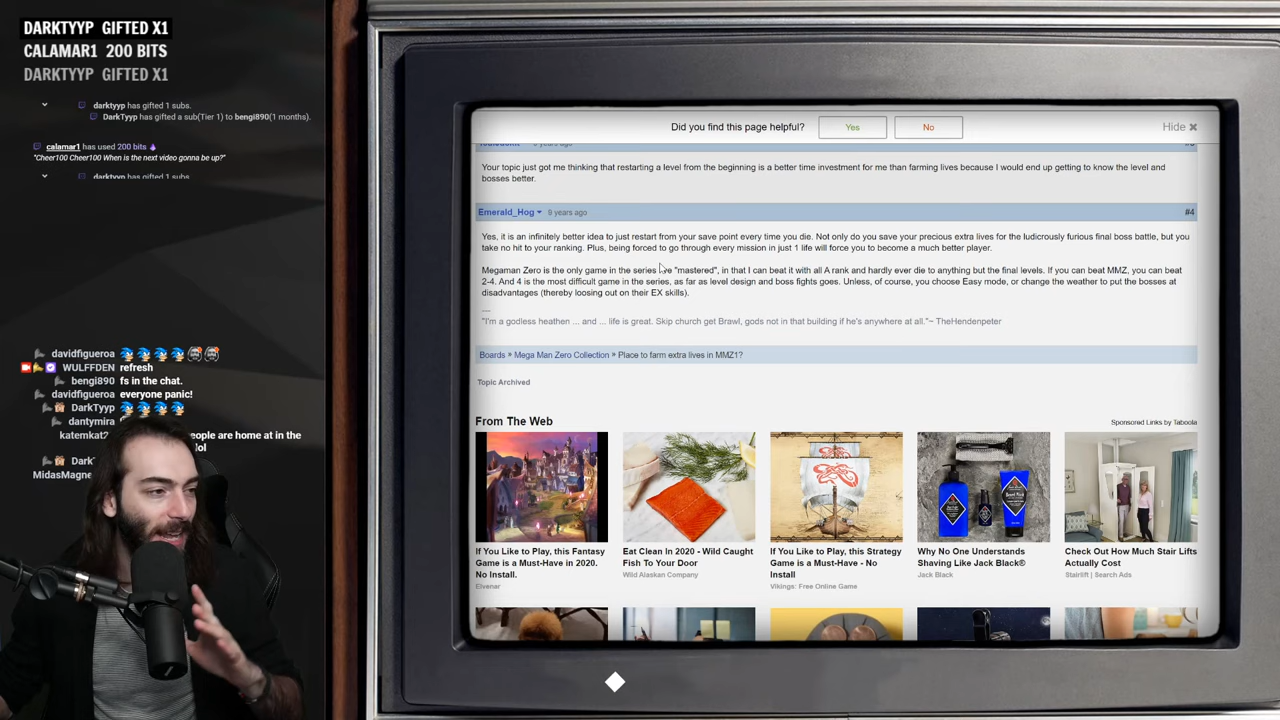 DARKTYYP GIFTED X1
CALAMAR1 200 BITS
DARKTYYP GIFTED X1
darktyyp has gifted 1 subs.
DarkTyyp has gifted a sub(Tier 1) to bengi890(1 months).
calamar1 has used 200 bits
"Cheer100 Cheer100 When is the next video gonna be up?"
darktyyp has gifted 1 subs
davidfigueroa
WULFFDEN refresh
bengi890 fs in the chat.
davidfigueroa everyone panic!
DarkTyyp
dantymira
katemkat2 eople are home at in the
lol
Dark
MidasMagne
Did you find this page helpful? Yes No Hide ✖
9 years ago
Your topic just got me thinking that restarting a level from the beginning is a better time investment for me than farming lives because I would end up getting to know the level and
bosses better.
Emerald_Hog 9 years ago #4
Yes, it is an infinitely better idea to just restart from your save point every time you die. Not only do you save your precious extra lives for the ludicrously furious final boss battle, but you
take no hit to your ranking. Plus, being forced to go through every mission in just 1 life will force you to become a much better player.
Megaman Zero is the only game in the series I've "mastered", in that I can beat it with all A rank and hardly ever die to anything but the final levels. If you can beat MMZ, you can beat
2-4. And 4 is the most difficult game in the series, as far as level design and boss fights goes. Unless, of course, you choose Easy mode, or change the weather to put the bosses at
disadvantages (thereby loosing out on their EX skills).
---
"I'm a godless heathen ... and ... life is great. Skip church get Brawl, gods not in that building if he's anywhere at all."~ TheHendenpeter
Boards » Mega Man Zero Collection » Place to farm extra lives in MMZ1?
Topic Archived
From The Web
Sponsored Links by Taboola
If You Like to Play, this Fantasy
Game is a Must-Have in 2020.
No Install.
Elvenar
Eat Clean In 2020 - Wild Caught
Fish To Your Door
Wild Alaskan Company
If You Like to Play, this Strategy
Game is a Must-Have - No
Install
Vikings: Free Online Game
Why No One Understands
Shaving Like Jack Black®
Jack Black
Check Out How Much Stair Lifts
Actually Cost
Stairlift | Search Ads